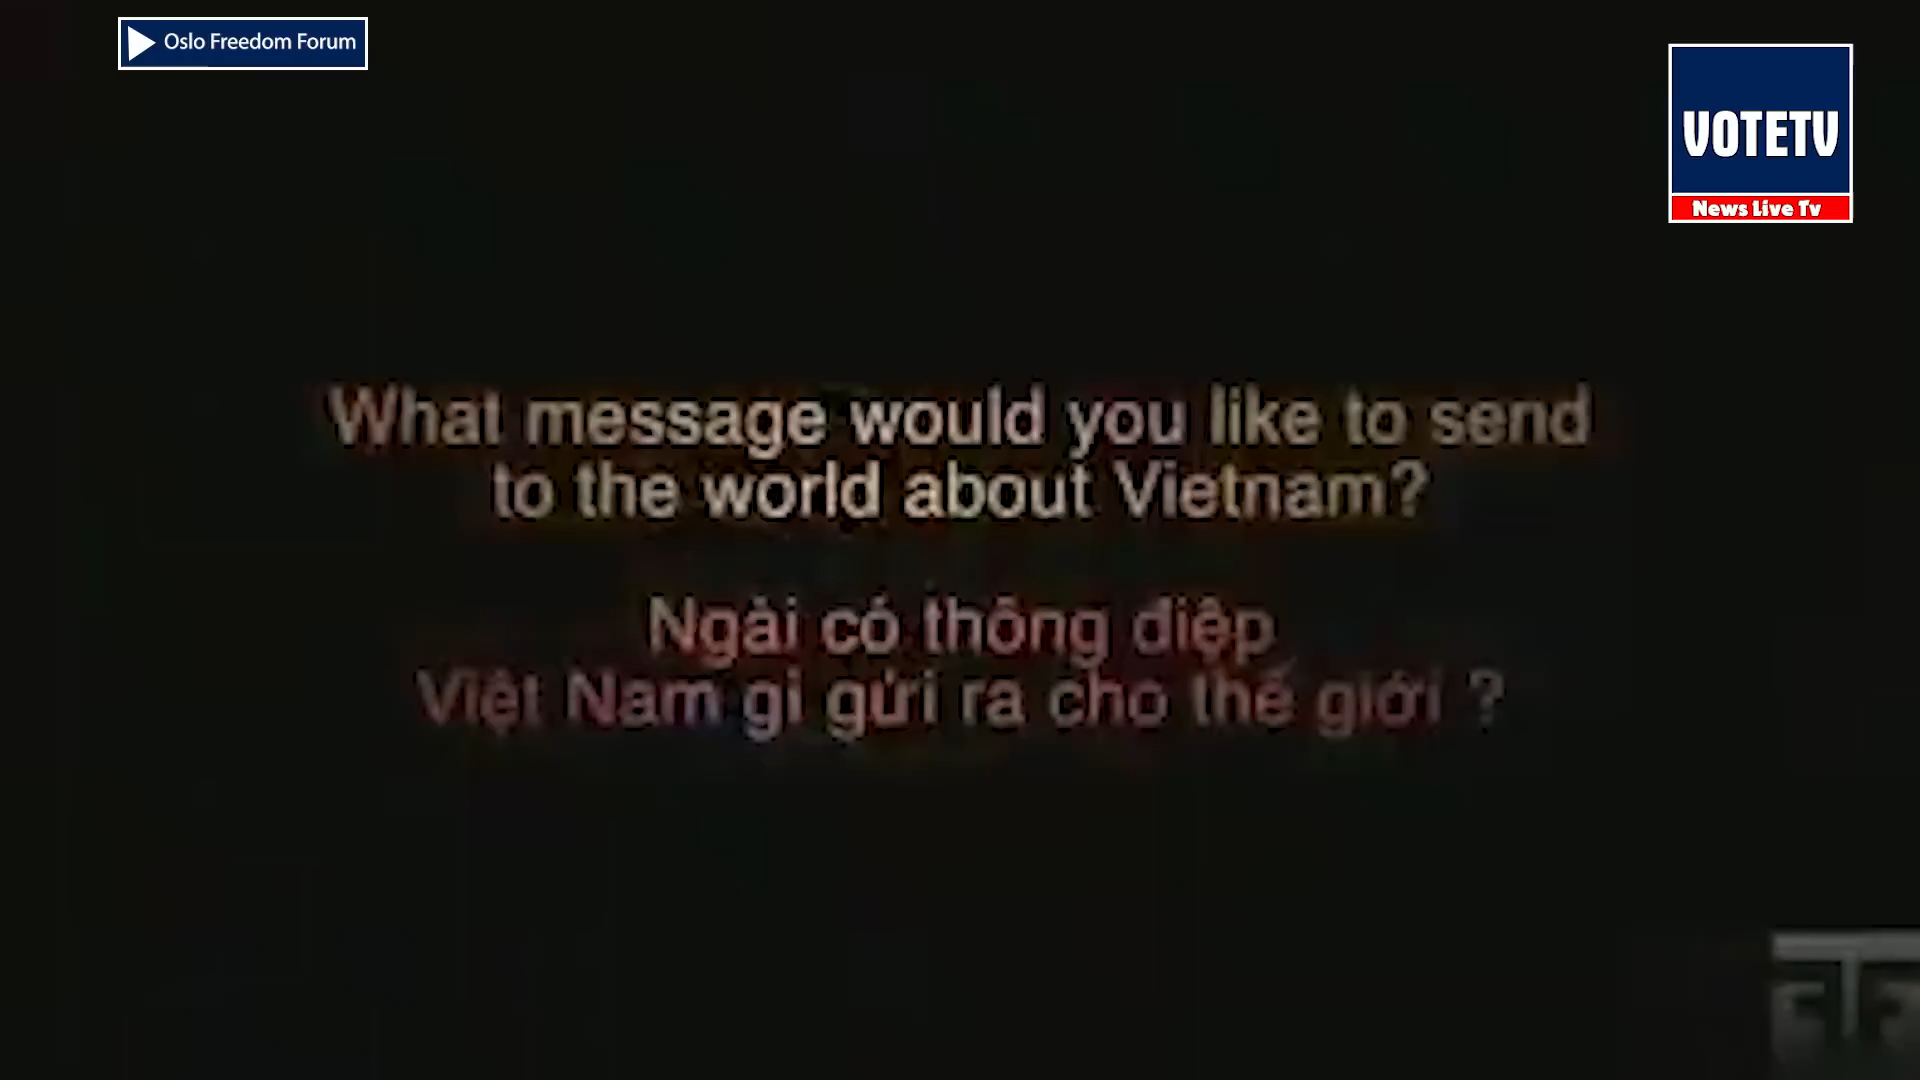 Oslo Freedom Forum
VOTETV
News Live Tv
What message would you like to send
to the world about Vietnam?
Ngài có thông điệp
Việt Nam gì gửi ra cho thế giới ?